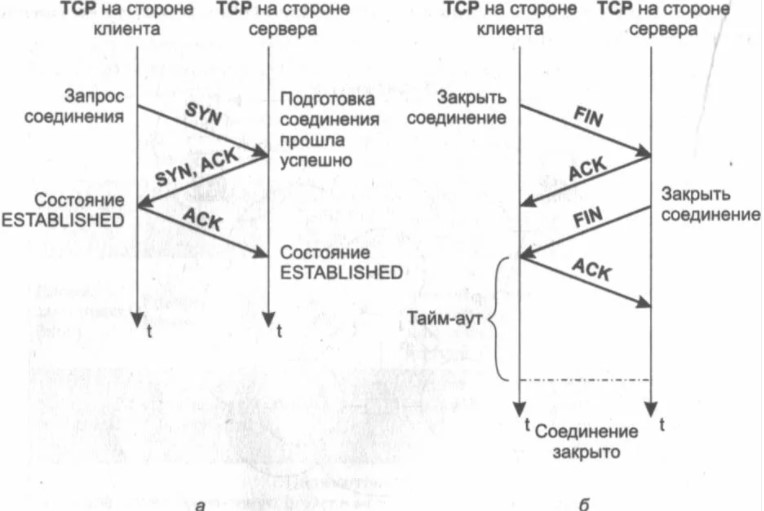 TCP на стороне
клиента
TCP на стороне
сервера
Запрос
соединения
SYN
Подготовка
соединения
прошла
успешно
SYN, ACK
Состояние
ESTABLISHED
ACK
Состояние
ESTABLISHED
t
t
а
TCP на стороне
клиента
TCP на стороне
сервера
Закрыть
соединение
FIN
ACK
Закрыть
соединение
FIN
ACK
Тайм-аут
t
t
Соединение
закрыто
б